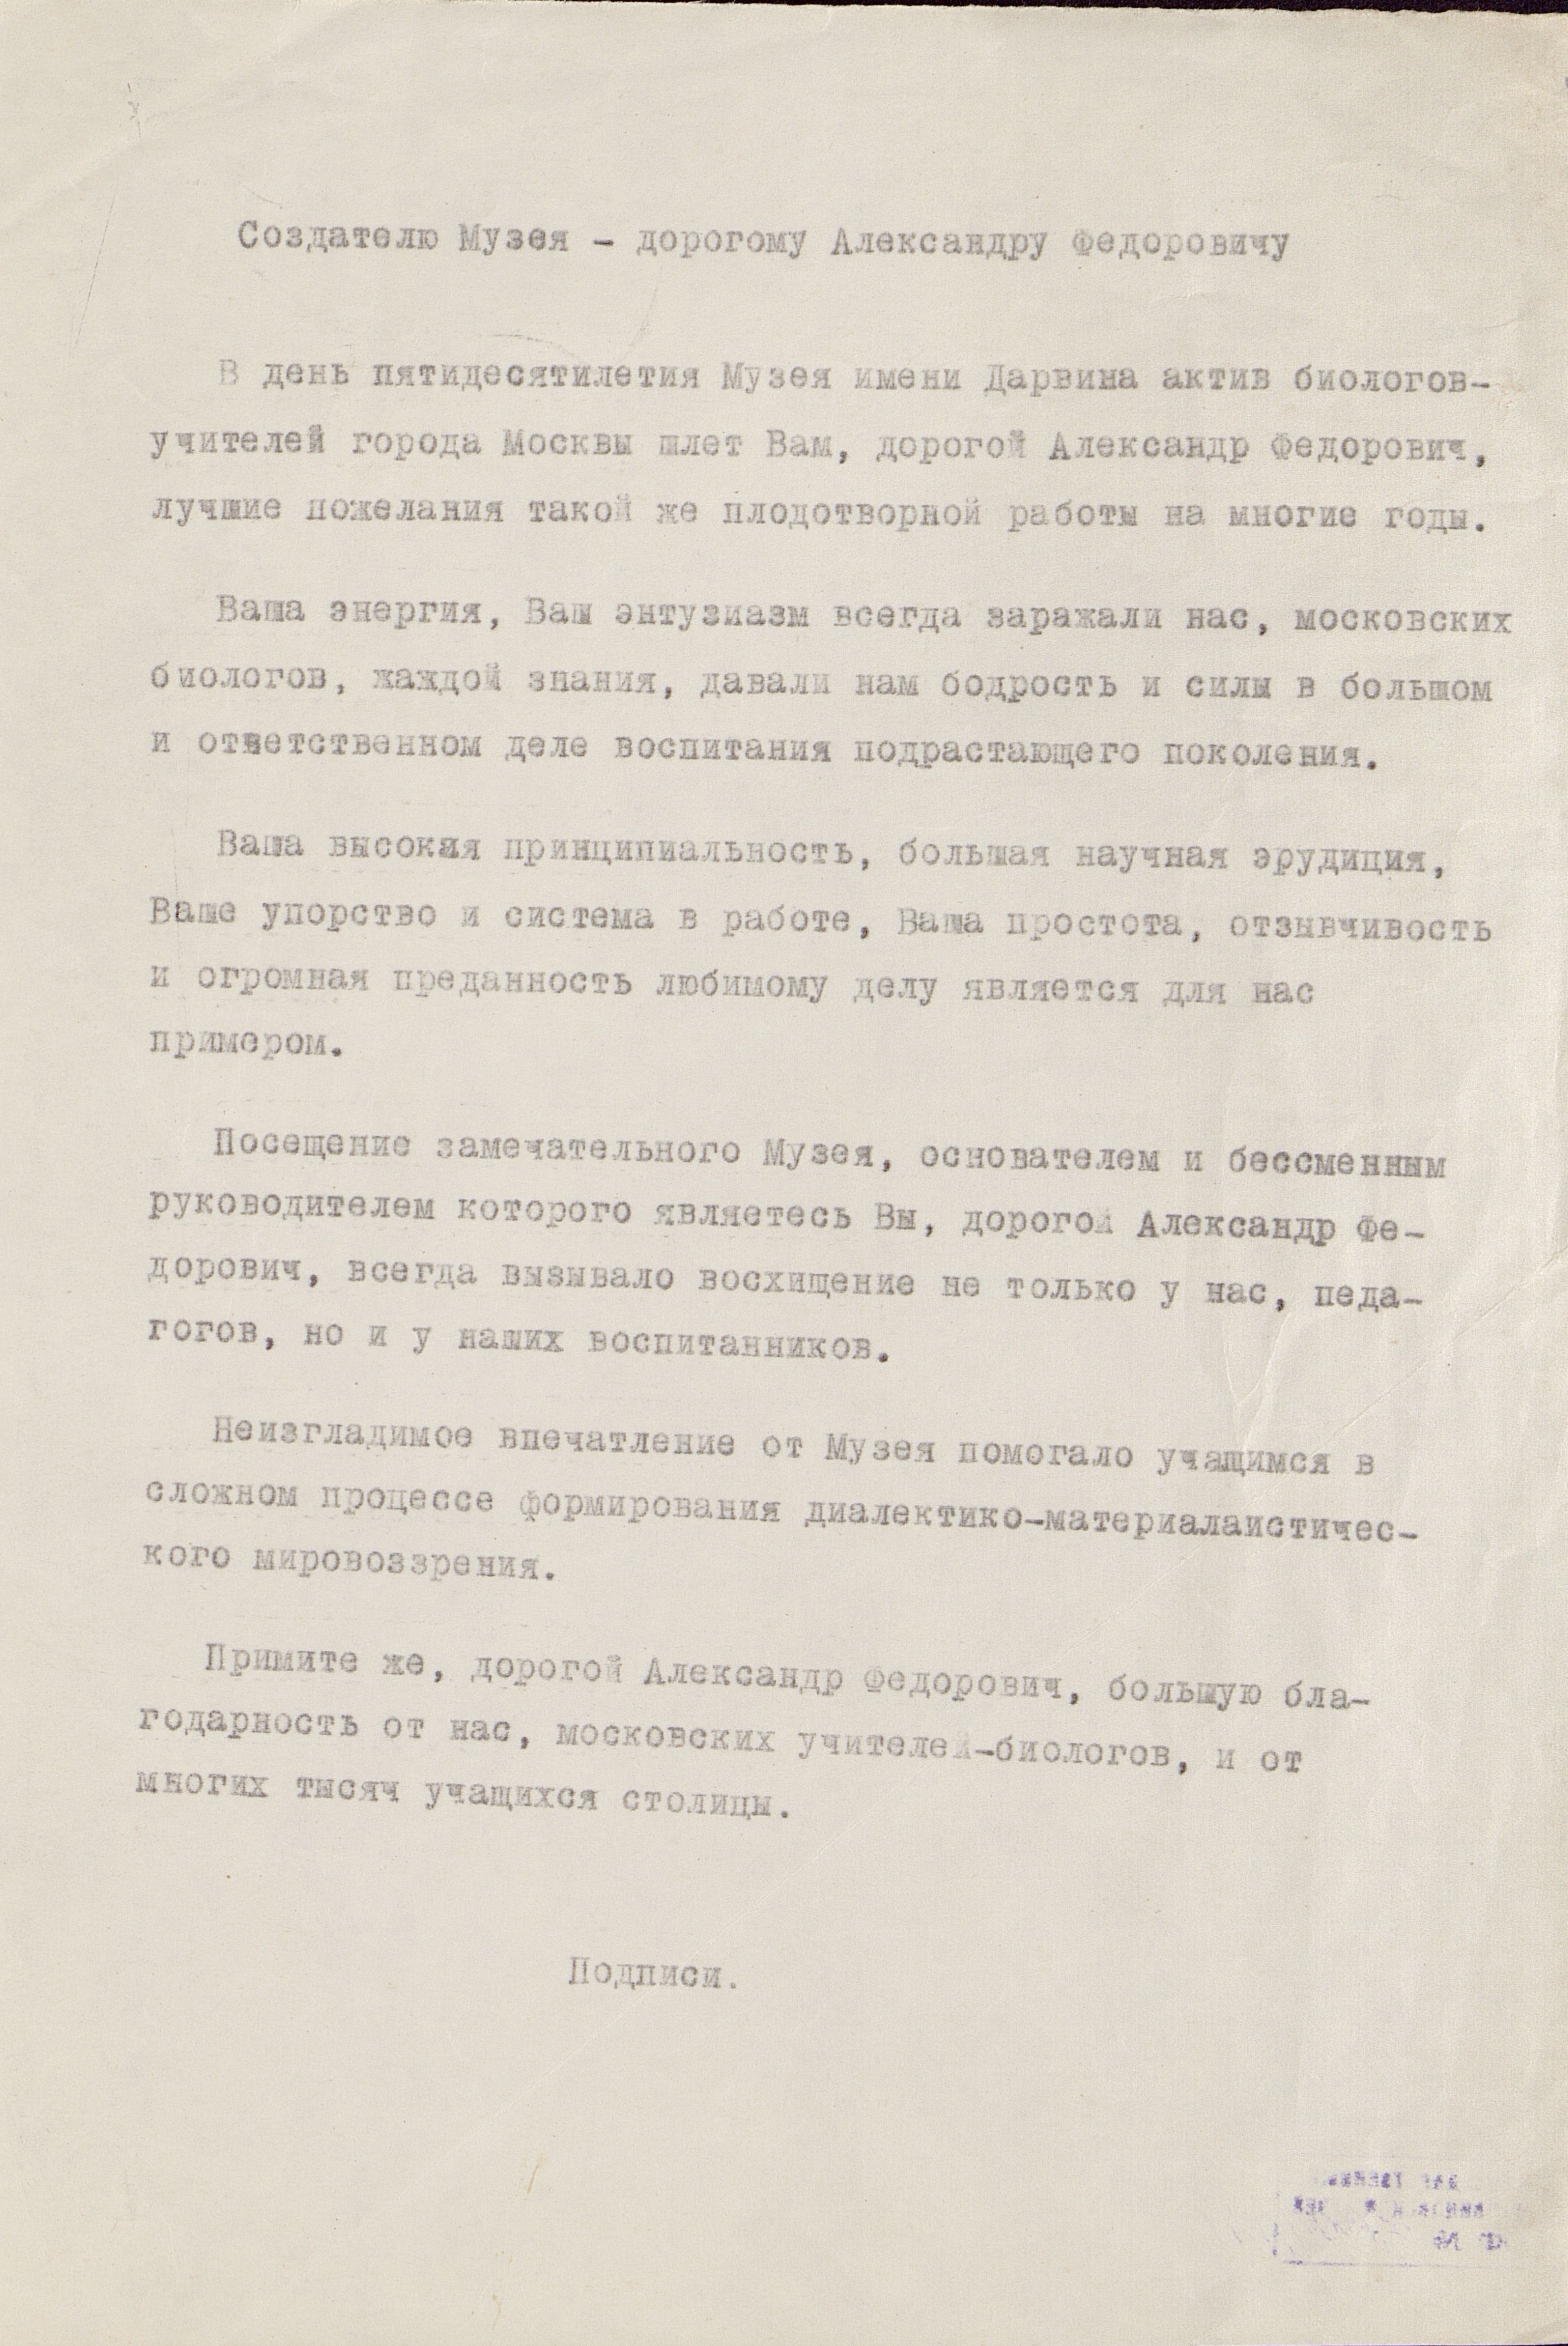 Создателю Музея - дорогому Александру Федоровичу
В день пятидесятилетия Музея имени Дарвина актив биологов-
учителей города Москвы шлет Вам, дорогой Александр Федорович,
лучшие пожелания такой же плодотворной работы на многие годы.
Ваша энергия, Ваш энтузиазм всегда заражали нас, московских
биологов, жаждой знания, давали нам бодрость и силы в большом
и ответственном деле воспитания подрастающего поколения.
Ваша высокая принципиальность, большая научная эрудиция,
Ваше упорство и система в работе, Ваша простота, отзывчивость
и огромная преданность любимому делу является для нас
примером.
Посещение замечательного Музея, основателем и бессменным
руководителем которого являетесь Вы, дорогой Александр Фе-
дорович, всегда вызывало восхищение не только у нас, педа-
гогов, но и у наших воспитанников.
Неизгладимое впечатление от Музея помогало учащимся в
сложном процессе формирования диалектико-материалаистичес-
кого мировоззрения.
Примите же, дорогой Александр Федорович, большую бла-
годарность от нас, московских учителей-биологов, и от
многих тысяч учащихся столицы.
Подписи.